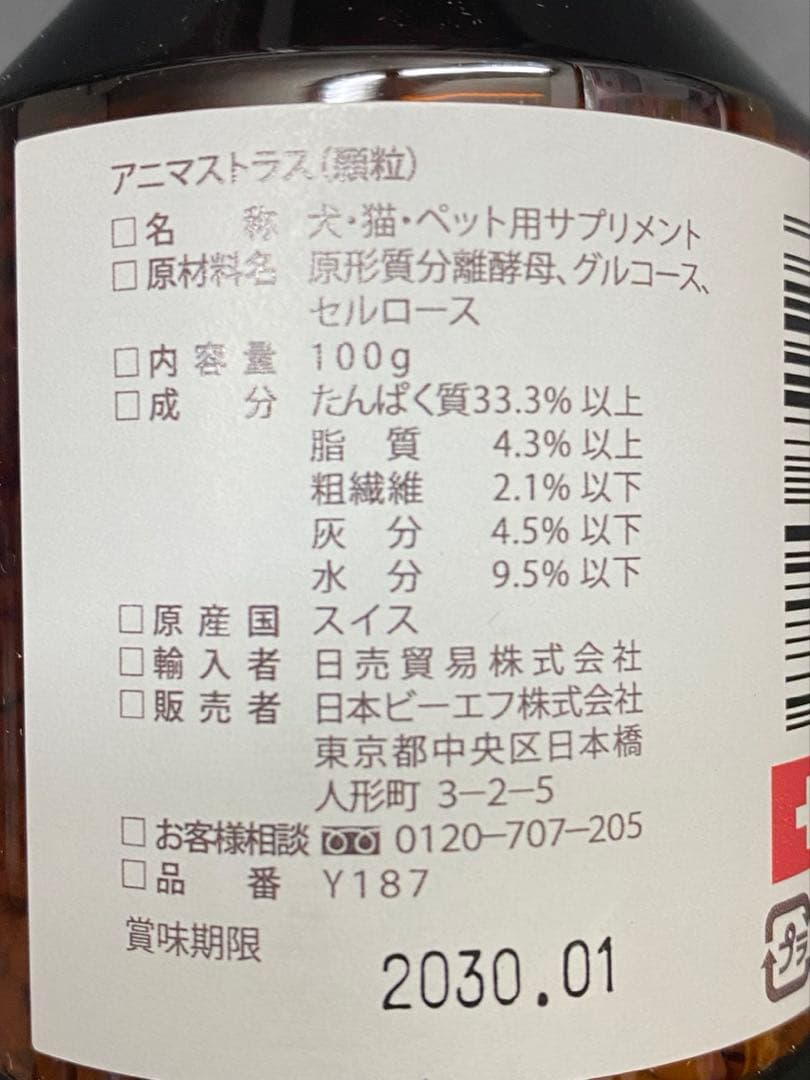 アニマストラス(顆粒)
□名　　称　犬・猫・ペット用サプリメント
□原材料名　原形質分離酵母、グルコース、
セルロース
□内容量　100g
□成　　分　たんぱく質33.3%以上
脂　質　4.3%以上
粗繊維　2.1%以下
灰　分　4.5%以下
水　分　9.5%以下
□原産国　スイス
□輸入者　日売貿易株式会社
□販売者　日本ビーエフ株式会社
東京都中央区日本橋
人形町 3−2−5
□お客様相談 0120−707−205
□品　　番　Y187
賞味期限
2030.01
プラ